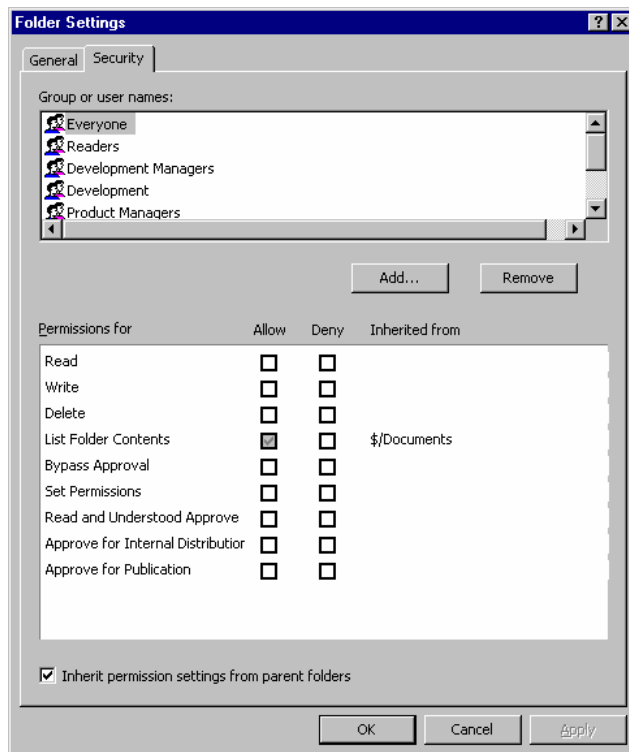 Folder Settings
General Security
Group or user names:
Everyone
Readers
Development Managers
Development
Product Managers
Add... Remove
Permissions for Allow Deny Inherited from
Read
Write
Delete
List Folder Contents $/Documents
Bypass Approval
Set Permissions
Read and Understood Approve
Approve for Internal Distributior
Approve for Publication
Inherit permission settings from parent folders
OK Cancel Apply